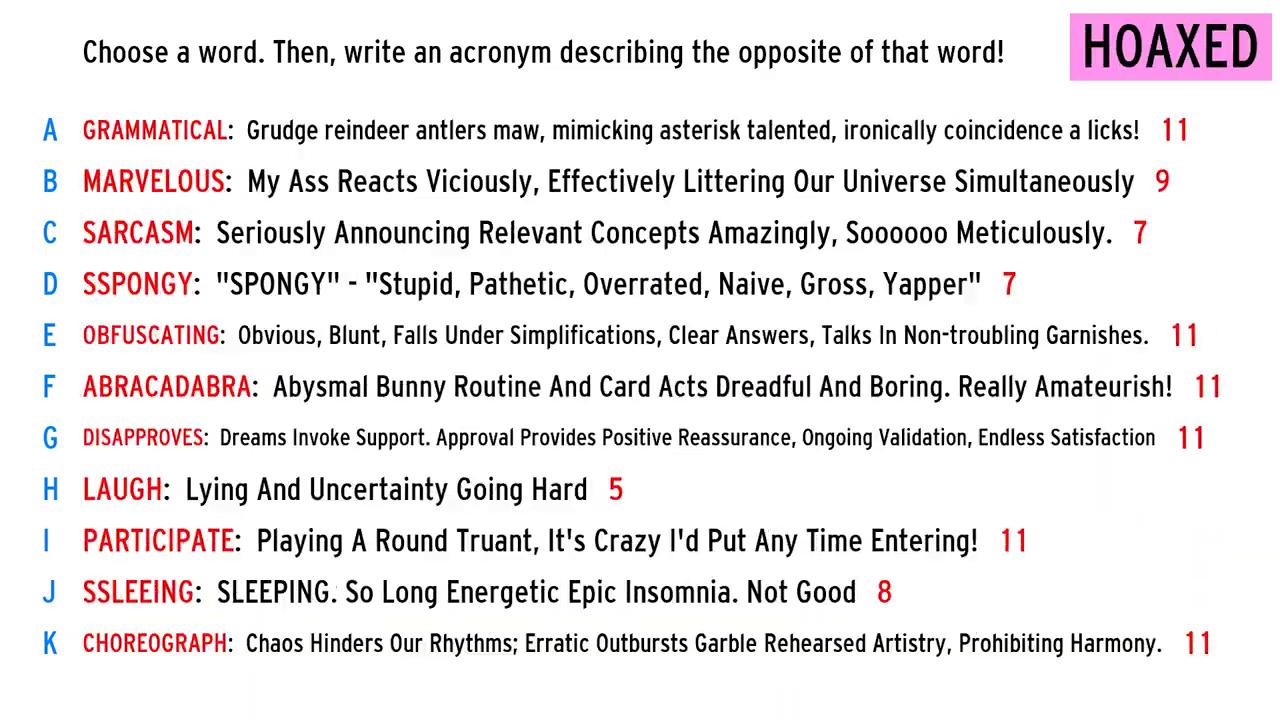 Choose a word. Then, write an acronym describing the opposite of that word!
HOAXED
A GRAMMATICAL: Grudge reindeer antlers maw, mimicking asterisk talented, ironically coincidence a licks! 11
B MARVELOUS: My Ass Reacts Viciously, Effectively Littering Our Universe Simultaneously 9
C SARCASM: Seriously Announcing Relevant Concepts Amazingly, Soooooo Meticulously. 7
D SSPONGY: "SPONGY" - "Stupid, Pathetic, Overrated, Naive, Gross, Yapper" 7
E OBFUSCATING: Obvious, Blunt, Falls Under Simplifications, Clear Answers, Talks In Non-troubling Garnishes. 11
F ABRACADABRA: Abysmal Bunny Routine And Card Acts Dreadful And Boring. Really Amateurish! 11
G DISAPPROVES: Dreams Invoke Support. Approval Provides Positive Reassurance, Ongoing Validation, Endless Satisfaction 11
H LAUGH: Lying And Uncertainty Going Hard 5
I PARTICIPATE: Playing A Round Truant, It's Crazy I'd Put Any Time Entering! 11
J SSLEEING: SLEEPING. So Long Energetic Epic Insomnia. Not Good 8
K CHOREOGRAPH: Chaos Hinders Our Rhythms; Erratic Outbursts Garble Rehearsed Artistry, Prohibiting Harmony. 11